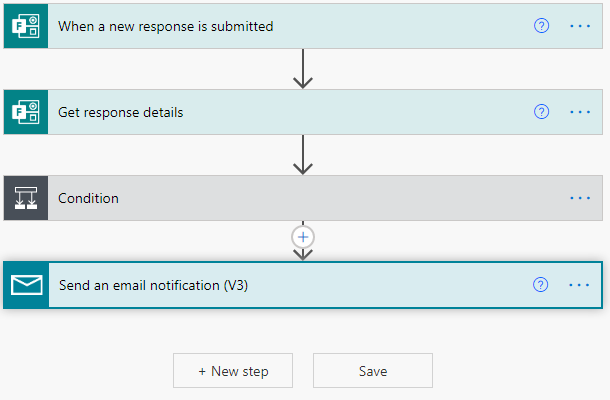 When a new response is submitted
Get response details
Condition
Send an email notification (V3)
+ New step
Save